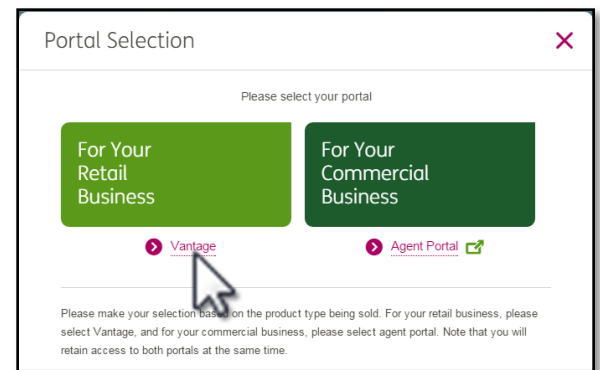 Portal Selection
Please select your portal
For Your
Retail
Business
For Your
Commercial
Business
Vantage
Agent Portal
Please make your selection based on the product type being sold. For your retail business, please
select Vantage, and for your commercial business, please select agent portal. Note that you will
retain access to both portals at the same time.